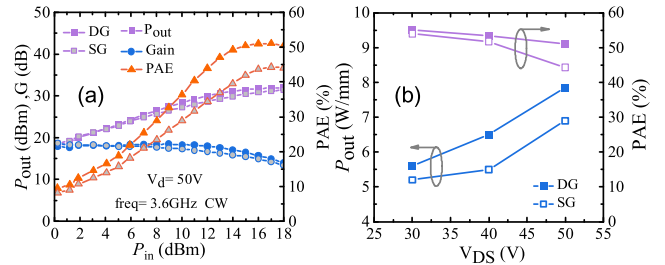 50
40
30
20
10
0
P_out (dBm) ,G (dB)
DG
SG
P_out
Gain
PAE
(a)
V_d= 50V
freq= 3.6GHz CW
0 2 4 6 8 10 12 14 16 18
P_in (dBm)
60
50
40
30
20
10
0
PAE (%)
10
9
8
7
6
5
4
P_out (W/mm)
(b)
DG
SG
25 30 35 40 45 50 55
V_DS (V)
60
50
40
30
20
10
0
PAE (%)